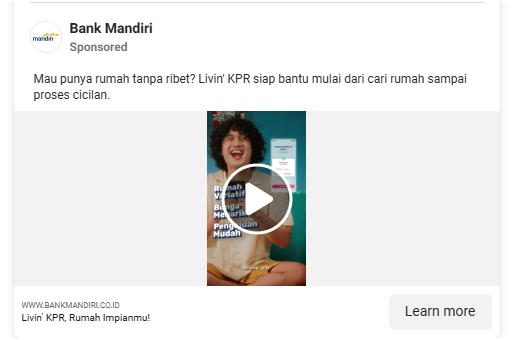 mandiri
Bank Mandiri
Sponsored
Mau punya rumah tanpa ribet? Livin' KPR siap bantu mulai dari cari rumah sampai
proses cicilan.
Rumah
Variatif
Bunga
Menarik
Pengajuan
Mudah
WWW.BANKMANDIRI.CO.ID
Livin' KPR, Rumah Impianmu!
Learn more